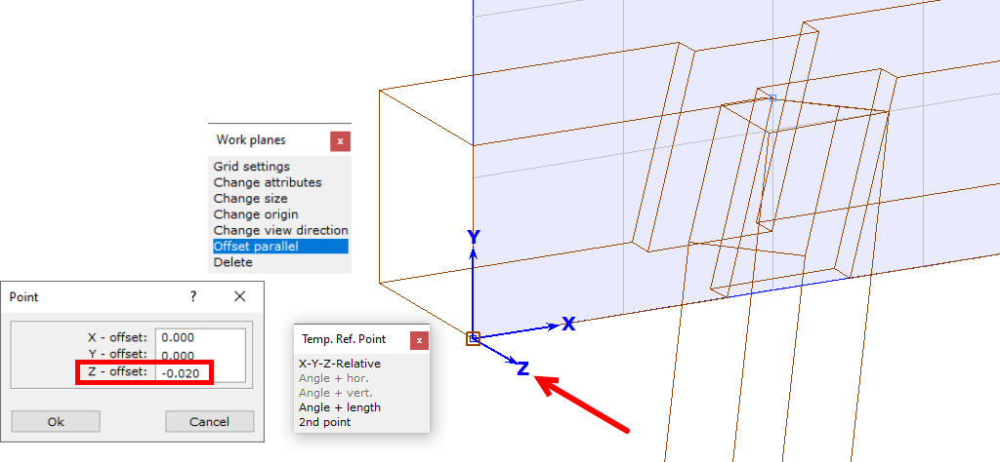 Work planes
x
Grid settings
Change attributes
Change size
Change origin
Change view direction
Offset parallel
Delete
Point
?
X - offset: 0.000
Y - offset: 0.000
Z - offset: -0.020
Ok
Cancel
Temp. Ref. Point
x
X-Y-Z-Relative
Angle + hor.
Angle + vert.
Angle + length
2nd point
Y
X
Z